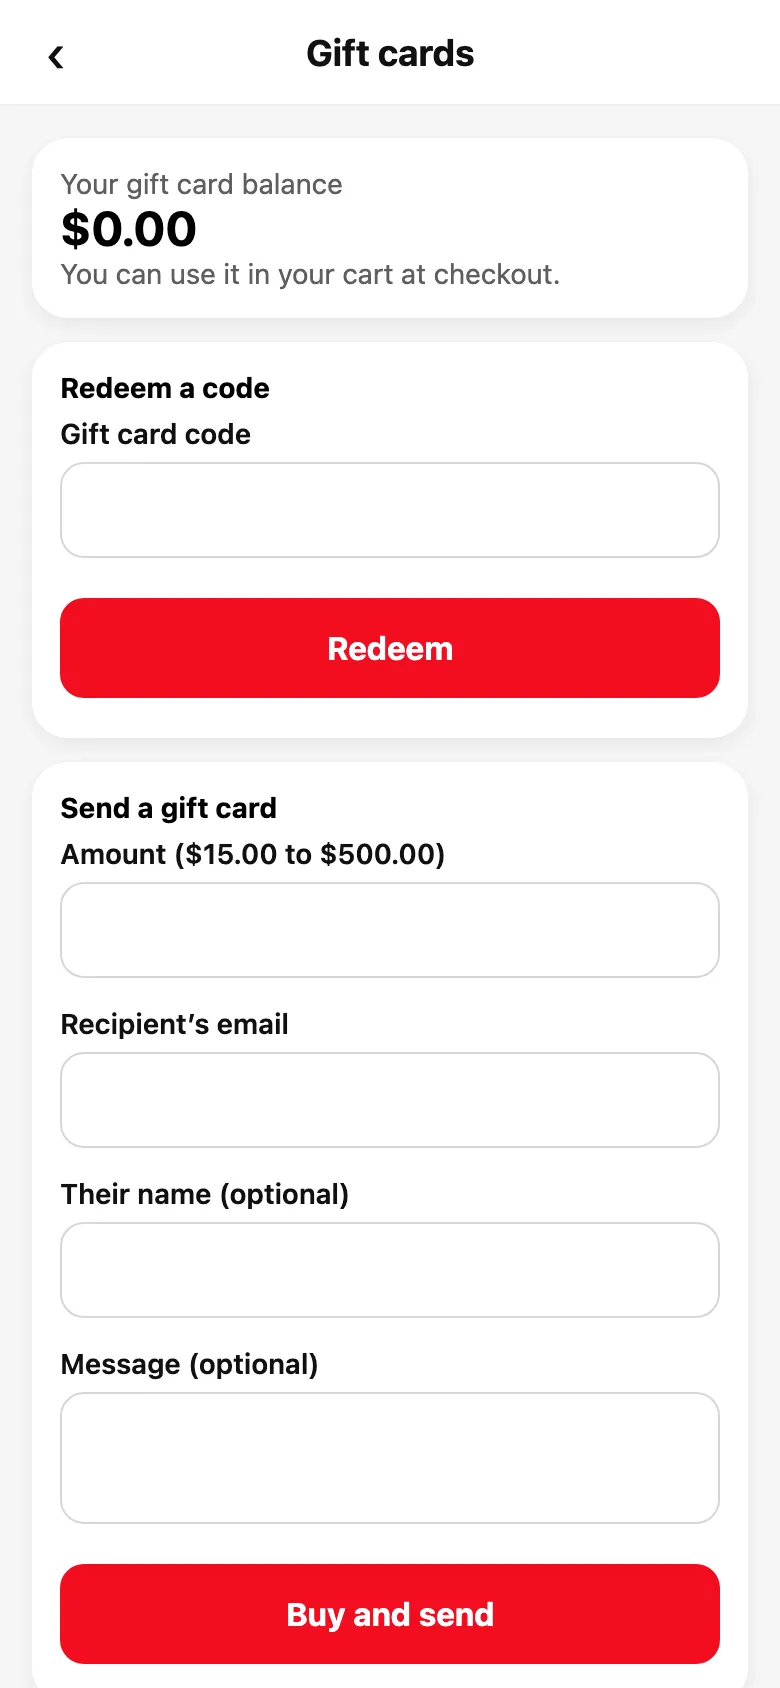 Gift cards
Your gift card balance
$0.00
You can use it in your cart at checkout.
Redeem a code
Gift card code
Redeem
Send a gift card
Amount ($15.00 to $500.00)
Recipient’s email
Their name (optional)
Message (optional)
Buy and send